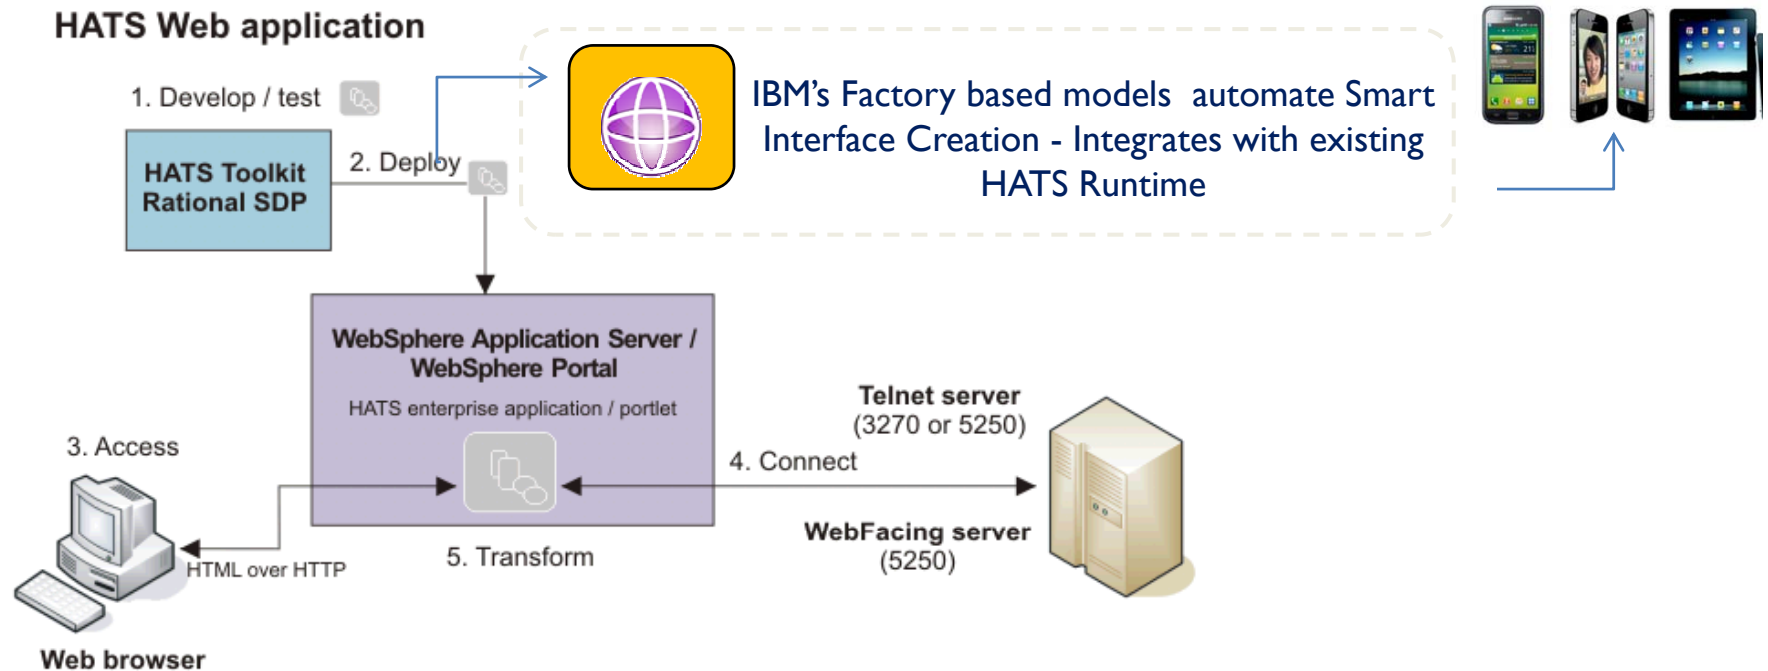 HATS Web application
1. Develop / test
HATS Toolkit
Rational SDP
2. Deploy
IBM’s Factory based models  automate Smart
Interface Creation - Integrates with existing
HATS Runtime
WebSphere Application Server /
WebSphere Portal
HATS enterprise application / portlet
3. Access
HTML over HTTP
Web browser
4. Connect
5. Transform
Telnet server
(3270 or 5250)
WebFacing server
(5250)